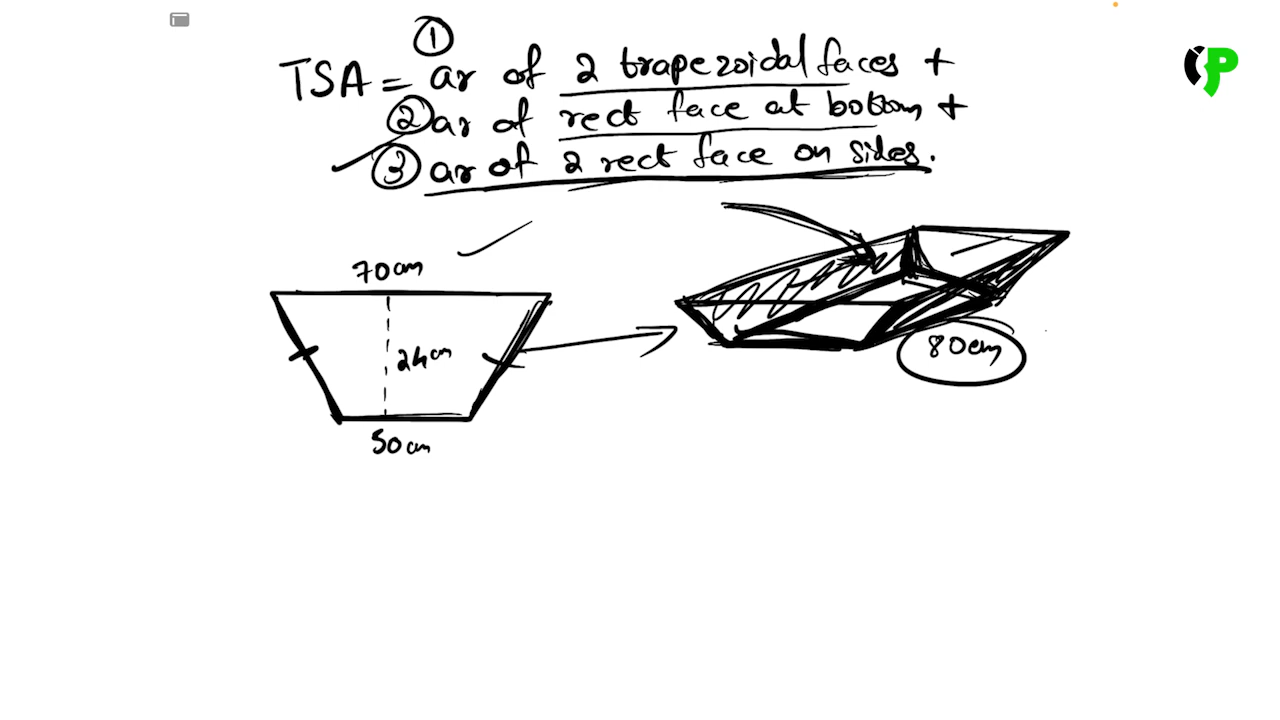 ①
TSA = ar of 2 trapezoidal faces +
② ar of rect face at bottom +
③ ar of 2 rect face on sides.
70cm
24cm
50cm
80cm
P